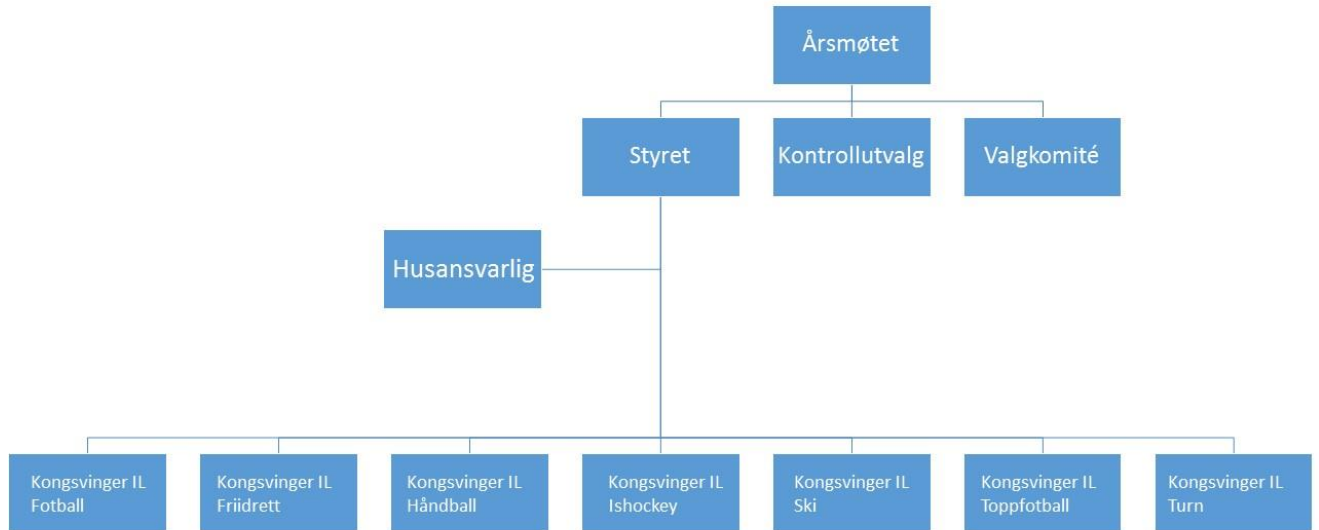 Årsmøtet
Styret
Kontrollutvalg
Valgkomité
Husansvarlig
Kongsvinger IL
Fotball
Kongsvinger IL
Friidrett
Kongsvinger IL
Håndball
Kongsvinger IL
Ishockey
Kongsvinger IL
Ski
Kongsvinger IL
Toppfotball
Kongsvinger IL
Turn